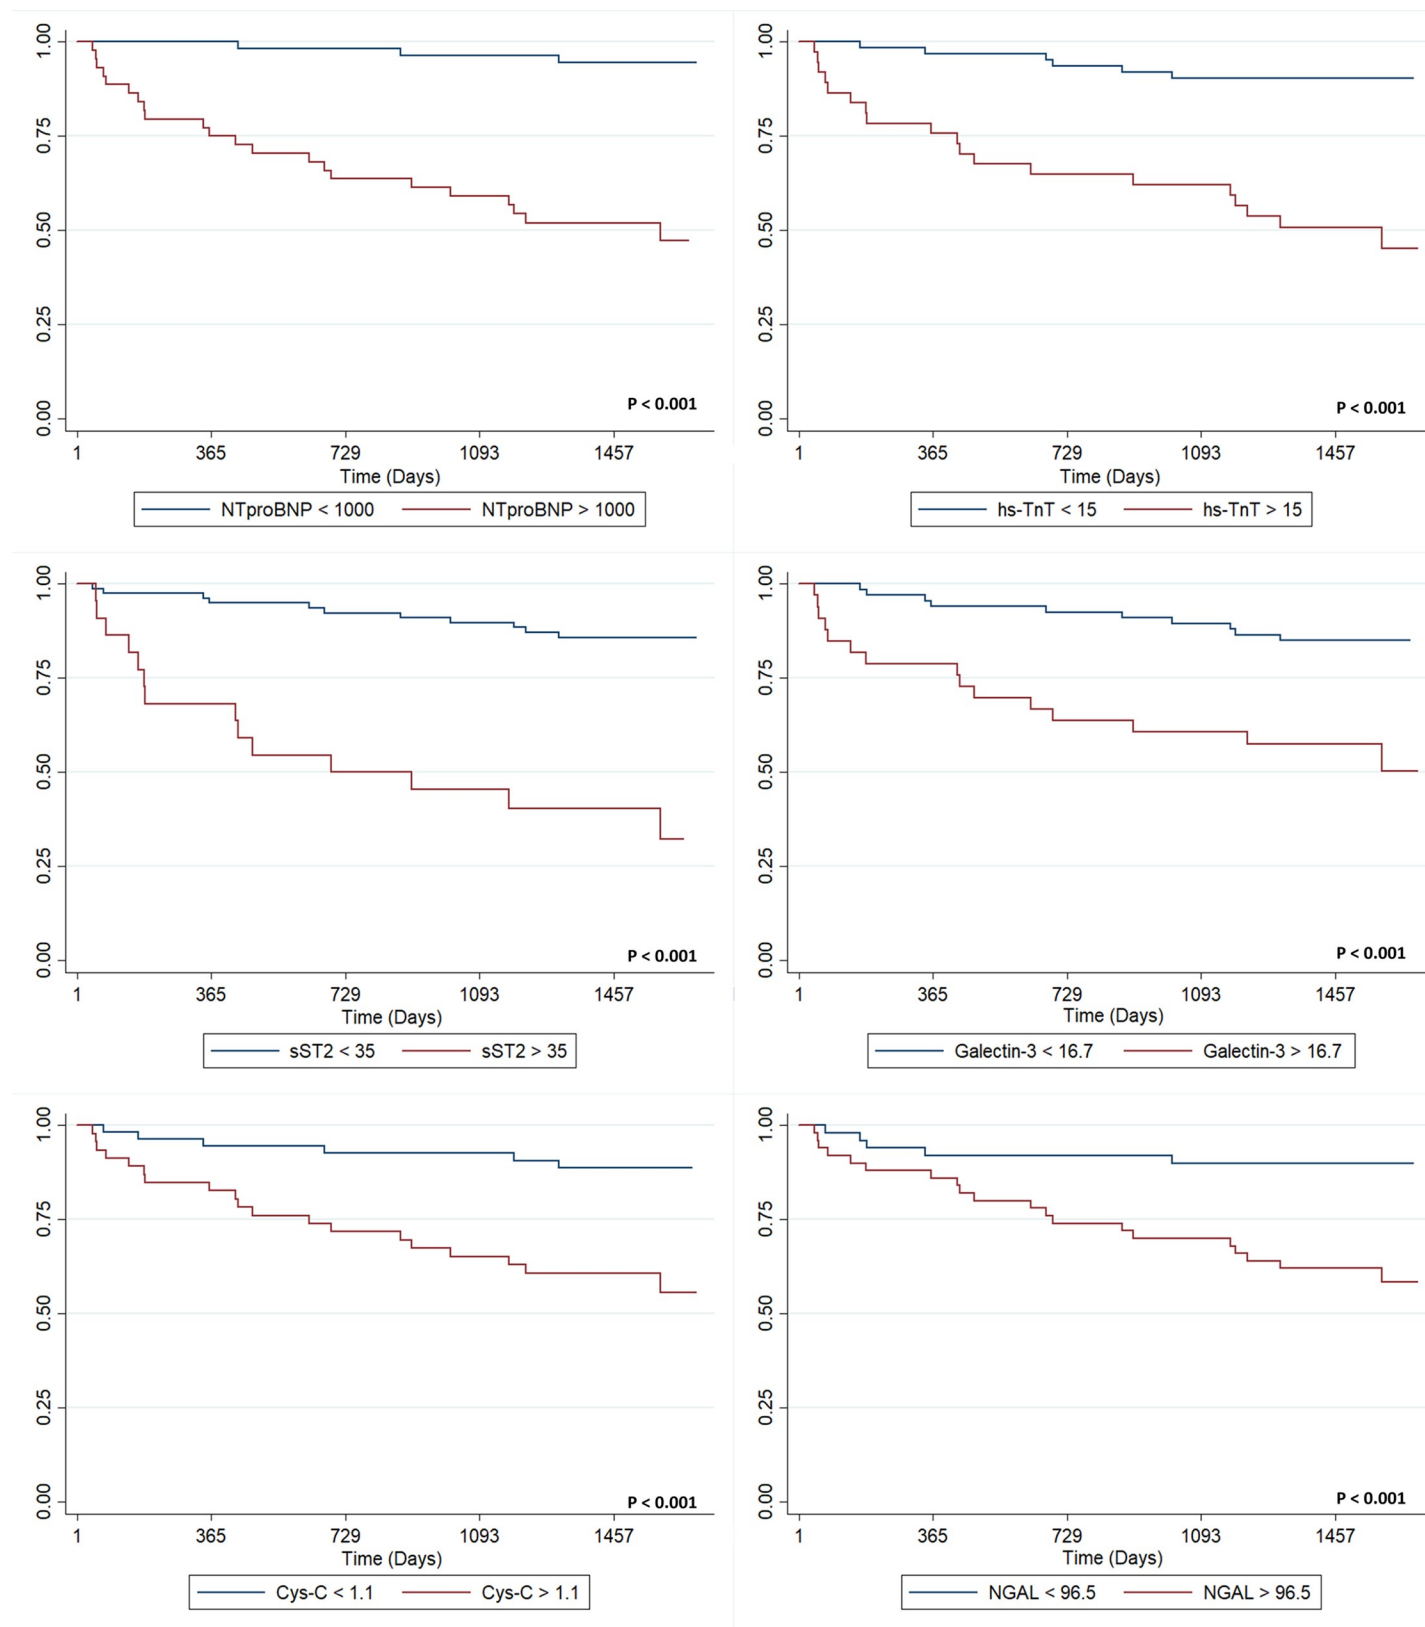 1.00
0.75
0.50
0.25
0.00
P < 0.001
1 365 729 1093 1457
Time (Days)
NTproBNP < 1000 NTproBNP > 1000
1.00
0.75
0.50
0.25
0.00
P < 0.001
1 365 729 1093 1457
Time (Days)
hs-TnT < 15 hs-TnT > 15
1.00
0.75
0.50
0.25
0.00
P < 0.001
1 365 729 1093 1457
Time (Days)
sST2 < 35 sST2 > 35
1.00
0.75
0.50
0.25
0.00
P < 0.001
1 365 729 1093 1457
Time (Days)
Galectin-3 < 16.7 Galectin-3 > 16.7
1.00
0.75
0.50
0.25
0.00
P < 0.001
1 365 729 1093 1457
Time (Days)
Cys-C < 1.1 Cys-C > 1.1
1.00
0.75
0.50
0.25
0.00
P < 0.001
1 365 729 1093 1457
Time (Days)
NGAL < 96.5 NGAL > 96.5